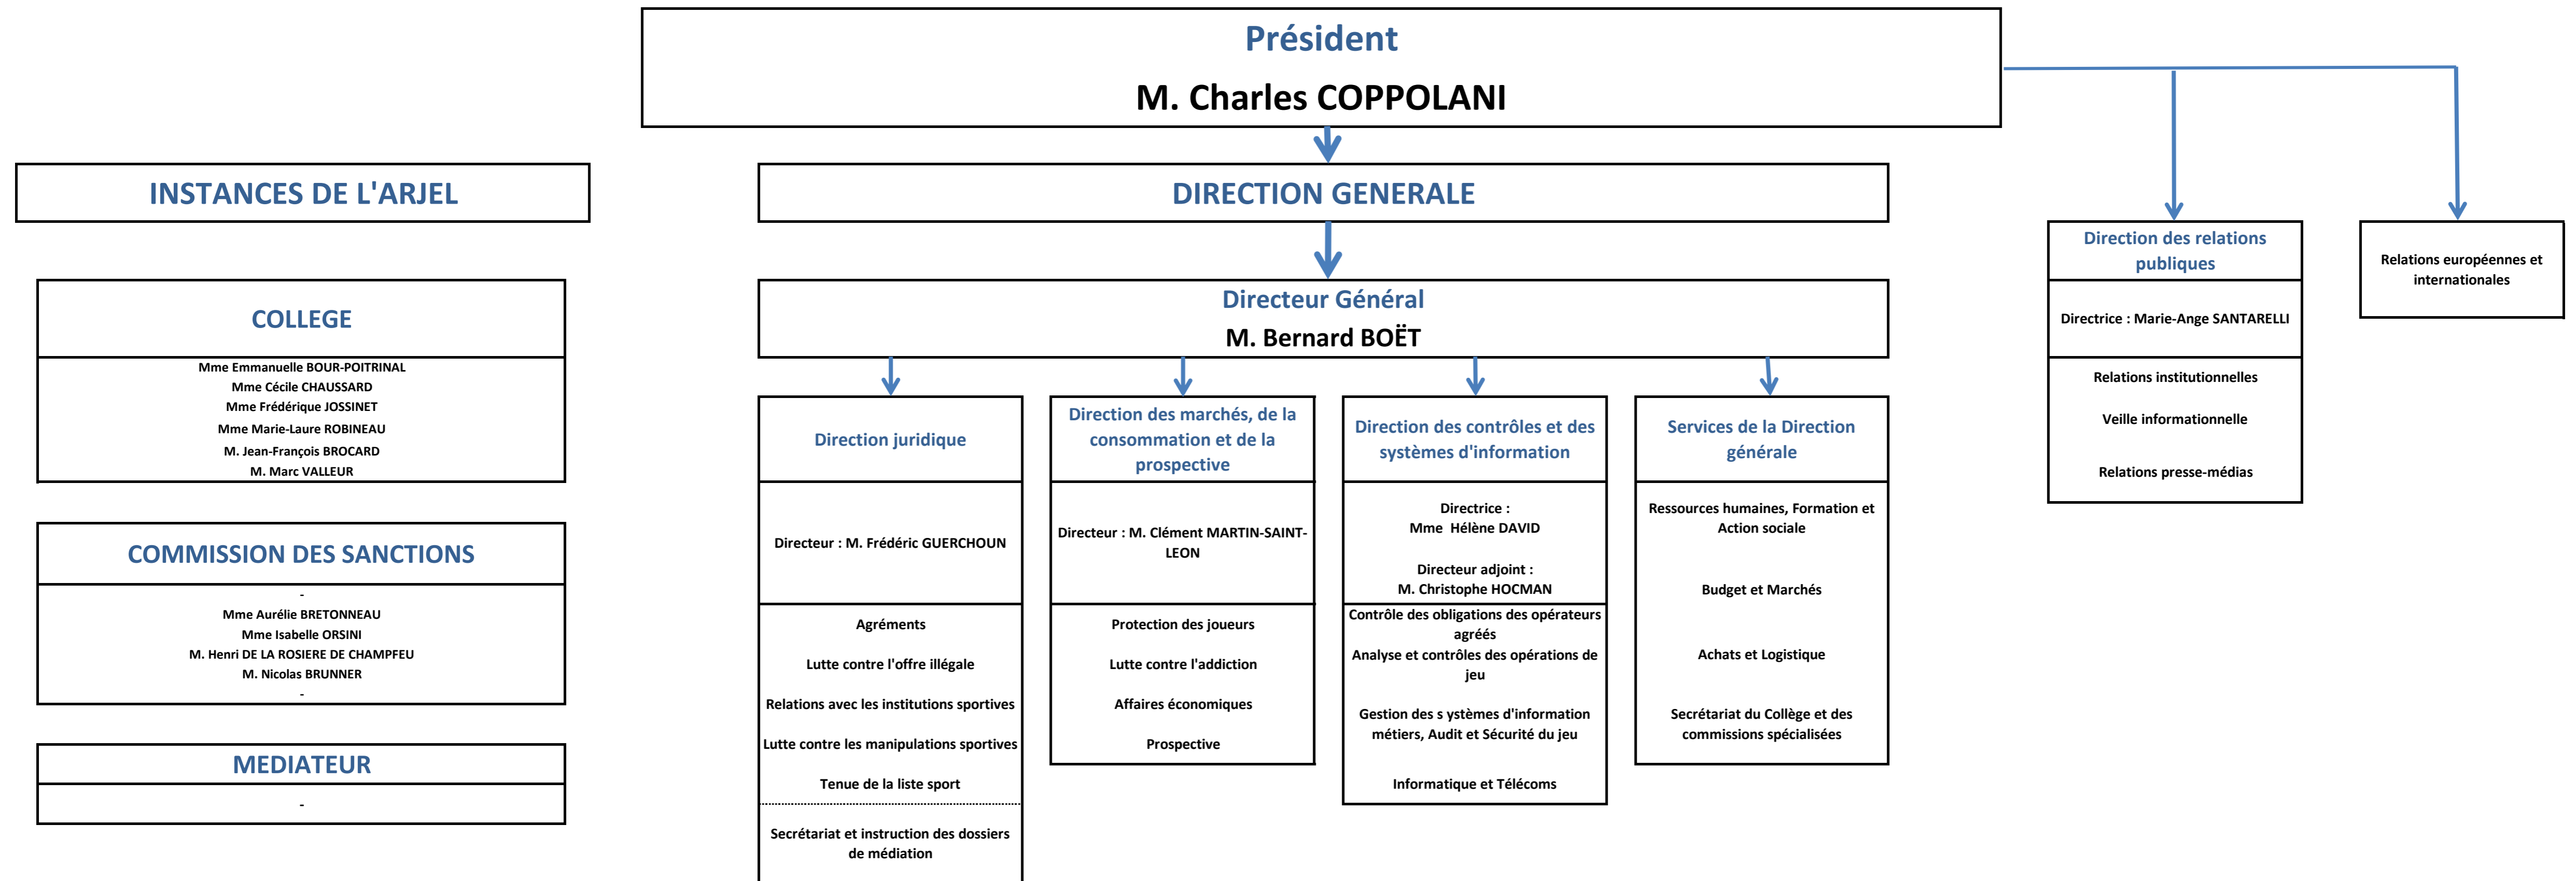 Président
M. Charles COPPOLANI
INSTANCES DE L'ARJEL
DIRECTION GENERALE
COLLEGE
Mme Emmanuelle BOUR-POITRINAL
Mme Cécile CHAUSSARD
Mme Frédérique JOSSINET
Mme Marie-Laure ROBINEAU
M. Jean-François BROCARD
M. Marc VALLEUR
COMMISSION DES SANCTIONS
-
Mme Aurélie BRETONNEAU
Mme Isabelle ORSINI
M. Henri DE LA ROSIERE DE CHAMPFEU
M. Nicolas BRUNNER
-
MEDIATEUR
-
Directeur Général
M. Bernard BOËT
Direction juridique
Directeur : M. Frédéric GUERCHOUN
Agréments
Lutte contre l'offre illégale
Relations avec les institutions sportives
Lutte contre les manipulations sportives
Tenue de la liste sport
Secrétariat et instruction des dossiers
de médiation
Direction des marchés, de la
consommation et de la
prospective
Directeur : M. Clément MARTIN-SAINT-
LEON
Protection des joueurs
Lutte contre l'addiction
Affaires économiques
Prospective
Direction des contrôles et des
systèmes d'information
Directrice :
Mme  Hélène DAVID
Directeur adjoint :
M. Christophe HOCMAN
Contrôle des obligations des opérateurs
agréés
Analyse et contrôles des opérations de
jeu
Gestion des s ystèmes d'information
métiers, Audit et Sécurité du jeu
Informatique et Télécoms
Services de la Direction
générale
Ressources humaines, Formation et
Action sociale
Budget et Marchés
Achats et Logistique
Secrétariat du Collège et des
commissions spécialisées
Direction des relations
publiques
Directrice : Marie-Ange SANTARELLI
Relations institutionnelles
Veille informationnelle
Relations presse-médias
Relations européennes et
internationales